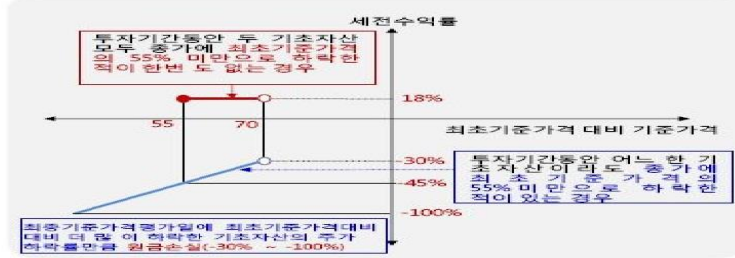 세전수익률
투자기간동안 두 기초자산
모두 종가에 최초기준가격
의 55% 미만으로 하락한
적이 한번 도 없는 경우
18%
55
70
최초기준가격 대비 기준가격
-30%
-45%
-100%
투자기간동안 어느 한 기
초자산이라도 종가에
최초기준가격의
55% 미만으로 하락한
적이 있는 경우
최종기준가격평가일에 최초기준가격대비
대비 더 많 이 하락한 기초자산의 주가
하락률만큼 원금손실(-30% ~ -100%)